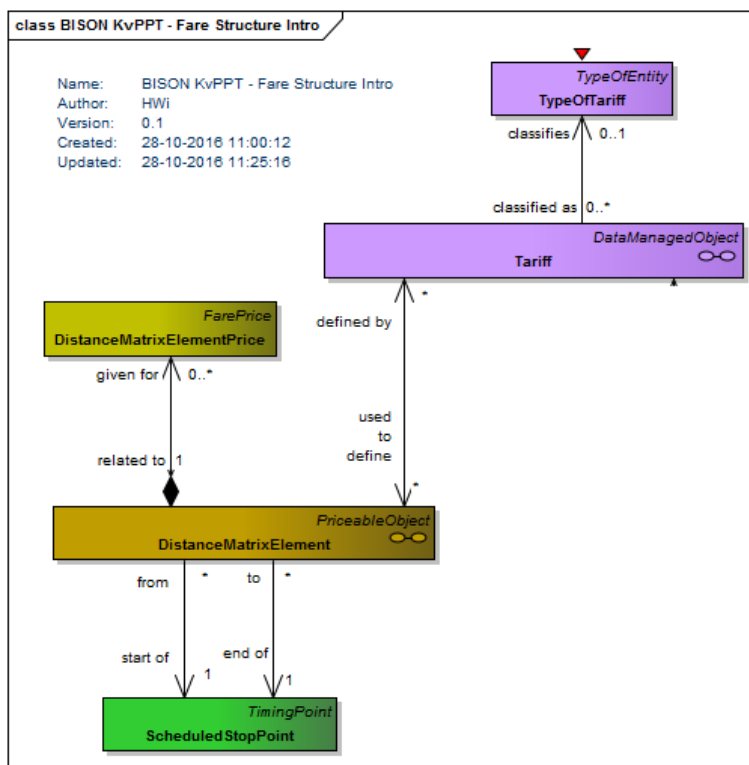 class BISON KvPPT - Fare Structure Intro
Name: BISON KvPPT - Fare Structure Intro
Author: HWi
Version: 0.1
Created: 28-10-2016 11:00:12
Updated: 28-10-2016 11:25:16
TypeOfEntity
TypeOfTariff
classifies 0..1
classified as 0..*
DataManagedObject
Tariff
*
defined by
FarePrice
DistanceMatrixElementPrice
given for 0..*
used
to
define
related to 1
*
PriceableObject
DistanceMatrixElement
from * to *
start of 1 end of 1
TimingPoint
ScheduledStopPoint